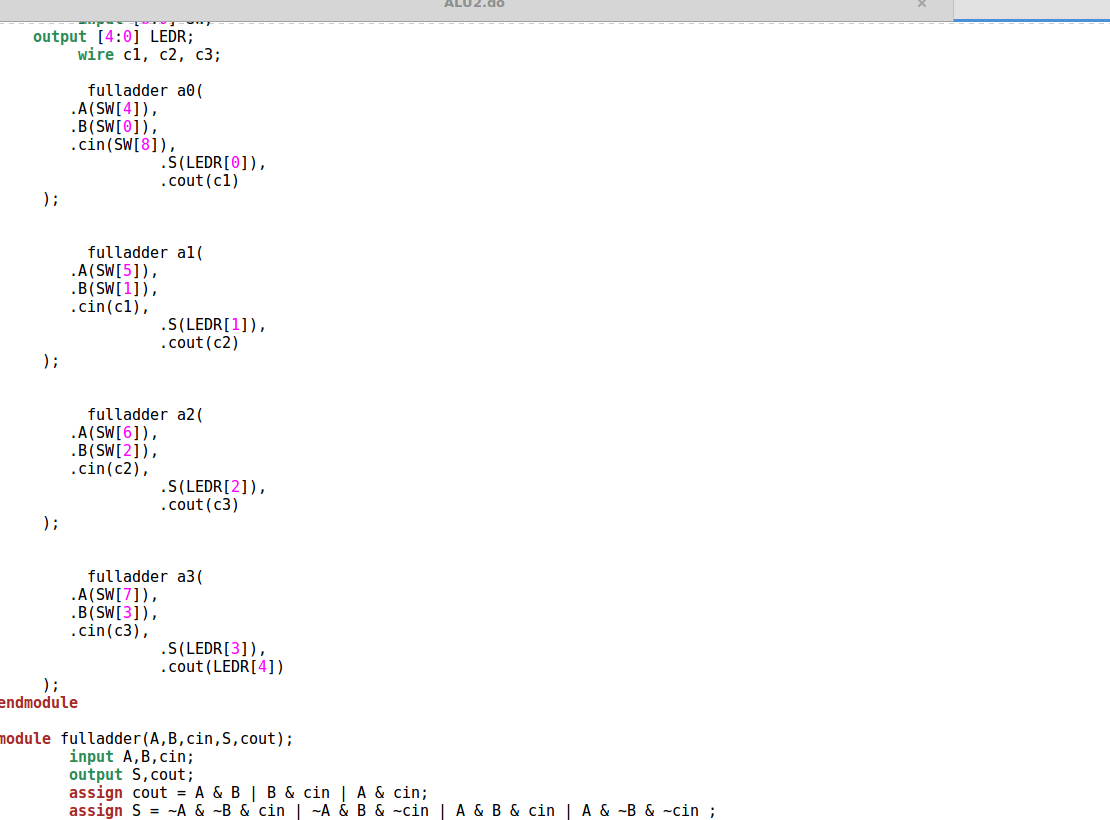 ALU2.do ×
output [4:0] LEDR;
wire c1, c2, c3;
fulladder a0(
.A(SW[4]),
.B(SW[0]),
.cin(SW[8]),
.S(LEDR[0]),
.cout(c1)
);
fulladder a1(
.A(SW[5]),
.B(SW[1]),
.cin(c1),
.S(LEDR[1]),
.cout(c2)
);
fulladder a2(
.A(SW[6]),
.B(SW[2]),
.cin(c2),
.S(LEDR[2]),
.cout(c3)
);
fulladder a3(
.A(SW[7]),
.B(SW[3]),
.cin(c3),
.S(LEDR[3]),
.cout(LEDR[4])
);
endmodule
module fulladder(A,B,cin,S,cout);
input A,B,cin;
output S,cout;
assign cout = A & B | B & cin | A & cin;
assign S = ~A & ~B & cin | ~A & B & ~cin | A & B & cin | A & ~B & ~cin ;